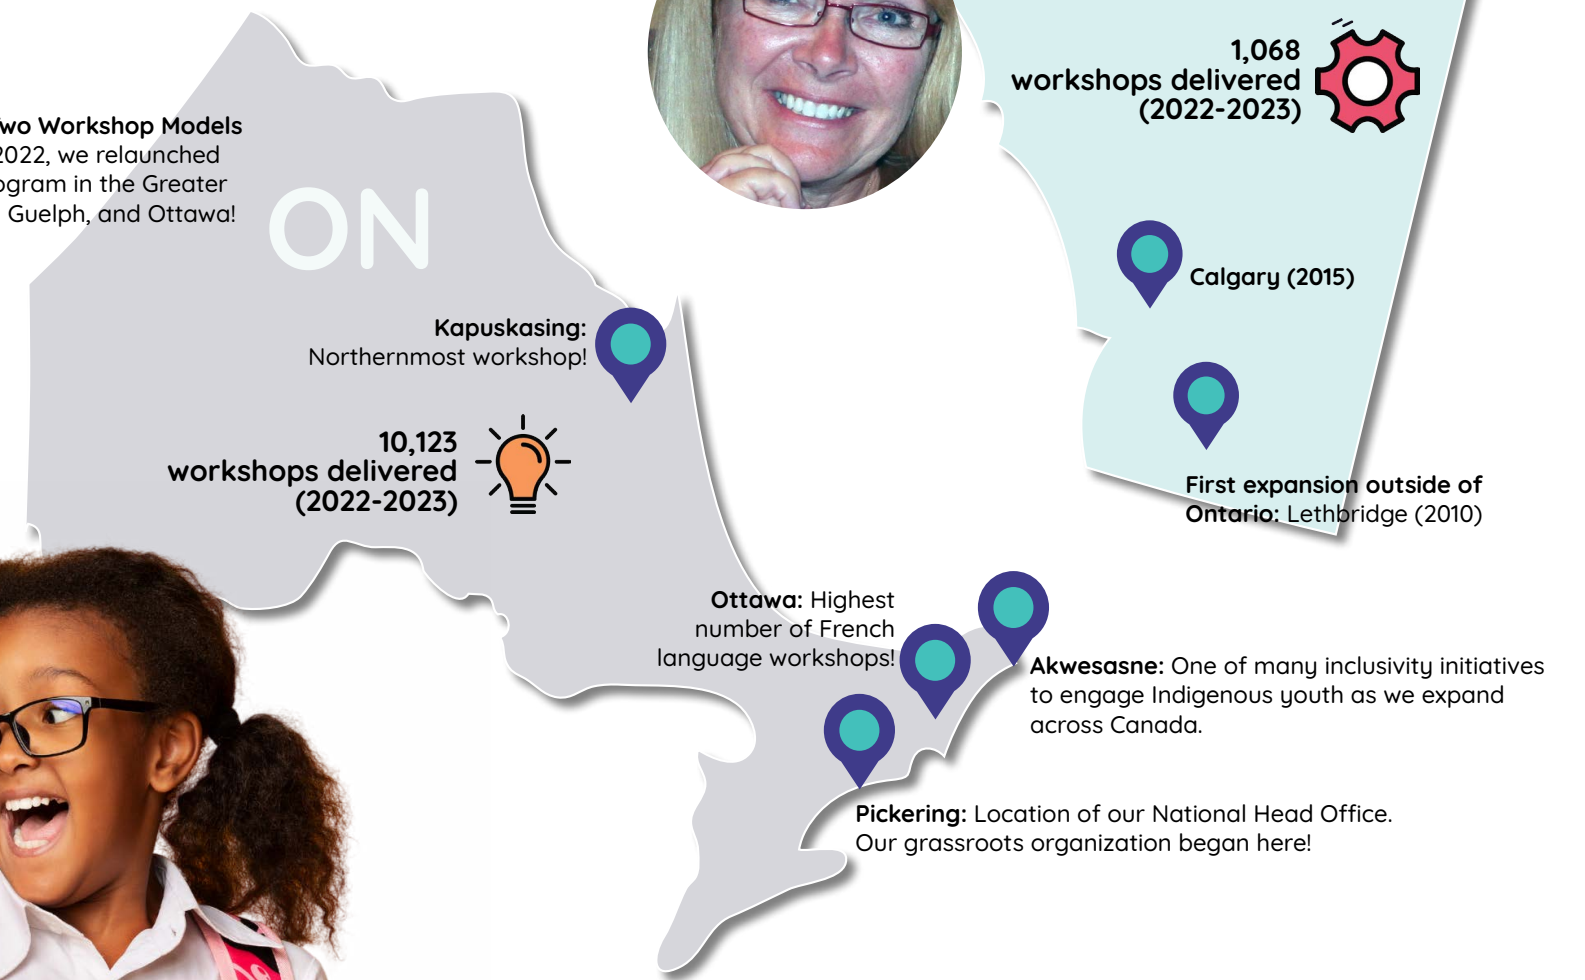 Two Workshop Models
2022, we relaunched
ogram in the Greater
Guelph, and Ottawa!
ON
Kapuskasing:
Northernmost workshop!
10,123
workshops delivered
(2022-2023)
1,068
workshops delivered
(2022-2023)
Calgary (2015)
First expansion outside of
Ontario: Lethbridge (2010)
Ottawa: Highest
number of French
language workshops!
Akwesasne: One of many inclusivity initiatives
to engage Indigenous youth as we expand
across Canada.
Pickering: Location of our National Head Office.
Our grassroots organization began here!